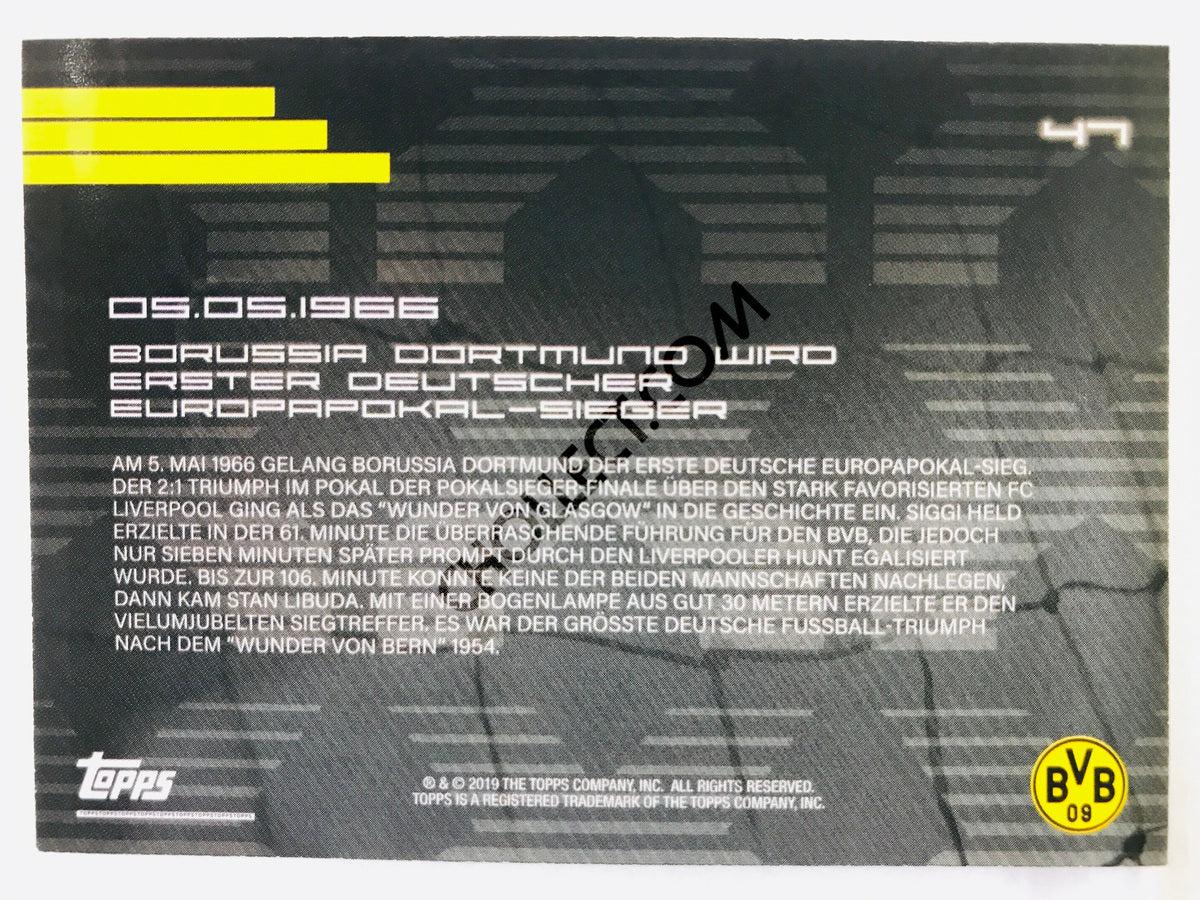 47
05.05.1966
BORUSSIA DORTMUND WIRD
ERSTER DEUTSCHER
EUROPAPOKAL-SIEGER
AM 5. MAI 1966 GELANG BORUSSIA DORTMUND DER ERSTE DEUTSCHE EUROPAPOKAL-SIEG.
DER 2:1 TRIUMPH IM POKAL DER POKALSIEGER-FINALE ÜBER DEN STARK FAVORISIERTEN FC
LIVERPOOL GING ALS DAS "WUNDER VON GLASGOW" IN DIE GESCHICHTE EIN. SIGGI HELD
ERZIELTE IN DER 61. MINUTE DIE ÜBERRASCHENDE FÜHRUNG FÜR DEN BVB, DIE JEDOCH
NUR SIEBEN MINUTEN SPÄTER PROMPT DURCH DEN LIVERPOOLER HUNT EGALISIERT
WURDE. BIS ZUR 106. MINUTE KONNTE KEINE DER BEIDEN MANNSCHAFTEN NACHLEGEN,
DANN KAM STAN LIBUDA. MIT EINER BOGENLAMPE AUS GUT 30 METERN ERZIELTE ER DEN
VIELUMJUBELTEN SIEGTREFFER. ES WAR DER GRÖSSTE DEUTSCHE FUSSBALL-TRIUMPH
NACH DEM "WUNDER VON BERN" 1954.
TOPPS
TOPPSTOPPSTOPPSTOPPSTOPPSTOPPSTOPPSTOPPSTOPPS
® & © 2019 THE TOPPS COMPANY, INC. ALL RIGHTS RESERVED.
TOPPS IS A REGISTERED TRADEMARK OF THE TOPPS COMPANY, INC.
BVB
09